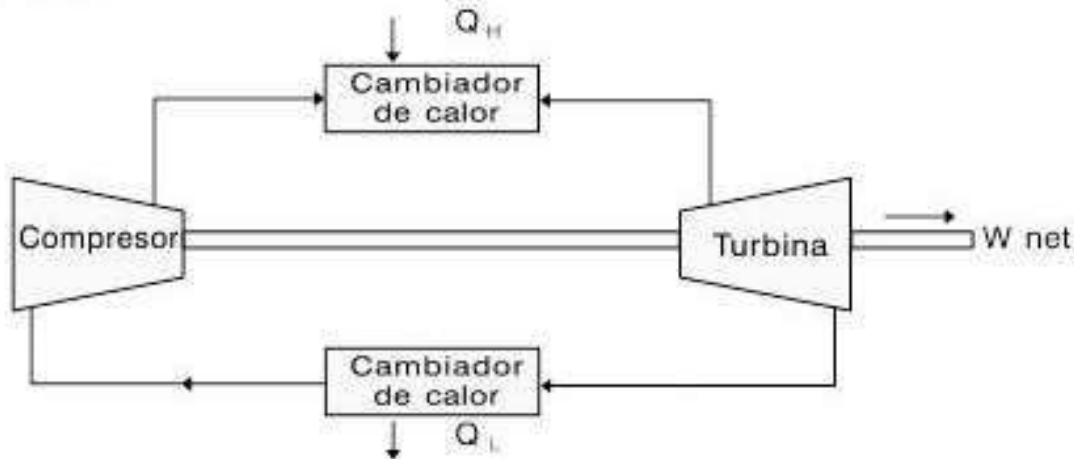 Q H
Cambiador
de calor
Compresor
Turbina
W net
Cambiador
de calor
Q L